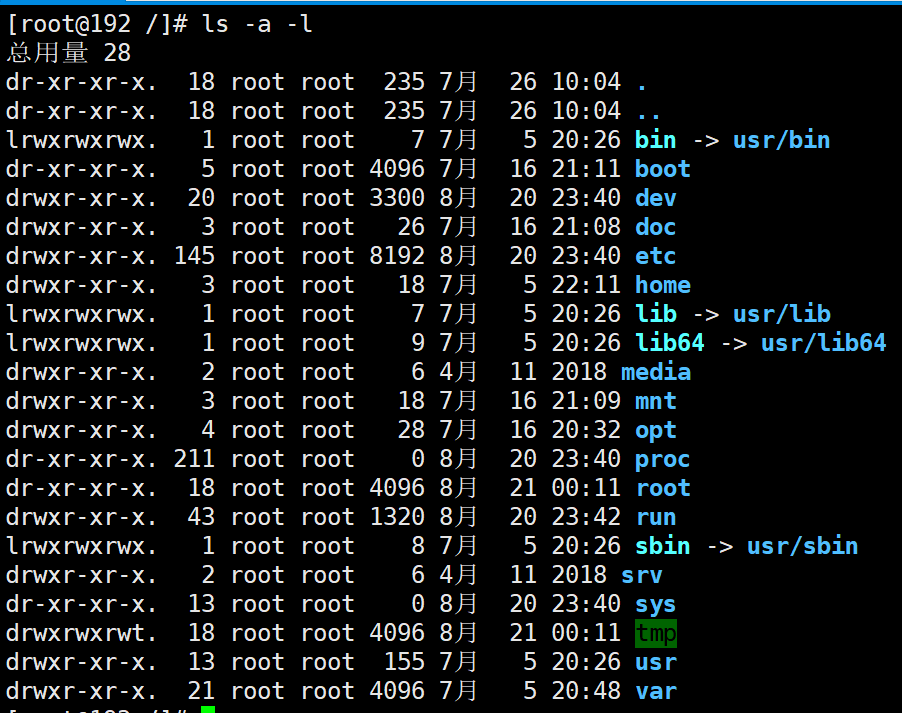 [root@192 /]# ls -a -l
总用量 28
dr-xr-xr-x.  18 root root  235 7月  26 10:04 .
dr-xr-xr-x.  18 root root  235 7月  26 10:04 ..
lrwxrwxrwx.   1 root root    7 7月   5 20:26 bin -> usr/bin
dr-xr-xr-x.   5 root root 4096 7月  16 21:11 boot
drwxr-xr-x.  20 root root 3300 8月  20 23:40 dev
drwxr-xr-x.   3 root root   26 7月  16 21:08 doc
drwxr-xr-x. 145 root root 8192 8月  20 23:40 etc
drwxr-xr-x.   3 root root   18 7月   5 22:11 home
lrwxrwxrwx.   1 root root    7 7月   5 20:26 lib -> usr/lib
lrwxrwxrwx.   1 root root    9 7月   5 20:26 lib64 -> usr/lib64
drwxr-xr-x.   2 root root    6 4月  11 2018 media
drwxr-xr-x.   3 root root   18 7月  16 21:09 mnt
drwxr-xr-x.   4 root root   28 7月  16 20:32 opt
dr-xr-xr-x. 211 root root    0 8月  20 23:40 proc
dr-xr-xr-x.  18 root root 4096 8月  21 00:11 root
drwxr-xr-x.  43 root root 1320 8月  20 23:42 run
lrwxrwxrwx.   1 root root    8 7月   5 20:26 sbin -> usr/sbin
drwxr-xr-x.   2 root root    6 4月  11 2018 srv
dr-xr-xr-x.  13 root root    0 8月  20 23:40 sys
drwxrwxrwt.  18 root root 4096 8月  21 00:11 tmp
drwxr-xr-x.  13 root root  155 7月   5 20:26 usr
drwxr-xr-x.  21 root root 4096 7月   5 20:48 var